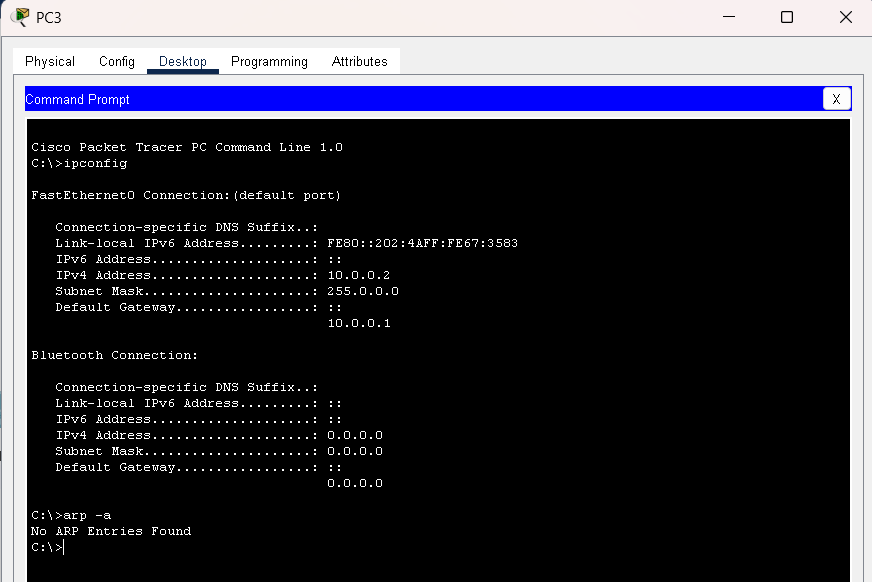 PC3
Physical Config Desktop Programming Attributes
Command Prompt
X
Cisco Packet Tracer PC Command Line 1.0
C:\>ipconfig
FastEthernet0 Connection:(default port)
Connection-specific DNS Suffix..:
Link-local IPv6 Address.........: FE80::202:4AFF:FE67:3583
IPv6 Address....................: ::
IPv4 Address....................: 10.0.0.2
Subnet Mask.....................: 255.0.0.0
Default Gateway.................: ::
10.0.0.1
Bluetooth Connection:
Connection-specific DNS Suffix..:
Link-local IPv6 Address.........: ::
IPv6 Address....................: ::
IPv4 Address....................: 0.0.0.0
Subnet Mask.....................: 0.0.0.0
Default Gateway.................: ::
0.0.0.0
C:\>arp -a
No ARP Entries Found
C:\>